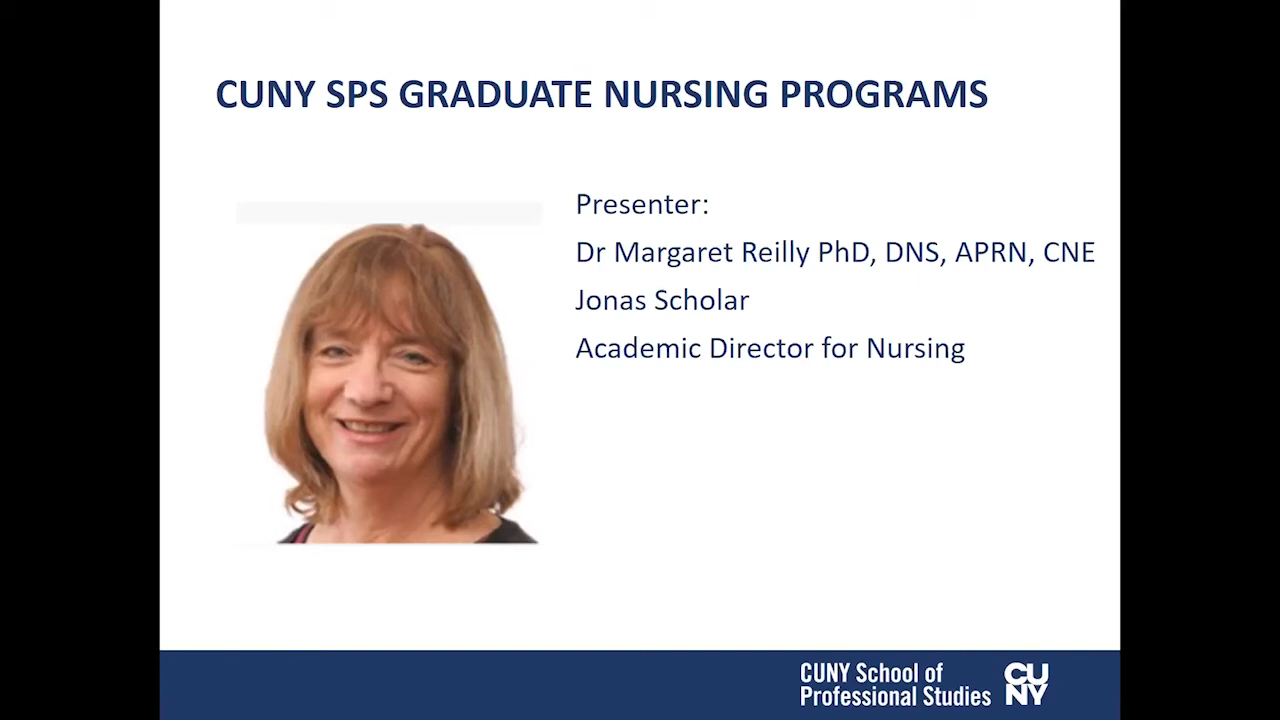 CUNY SPS GRADUATE NURSING PROGRAMS
Presenter:
Dr Margaret Reilly PhD, DNS, APRN, CNE
Jonas Scholar
Academic Director for Nursing
CUNY School of
Professional Studies
CU
NY